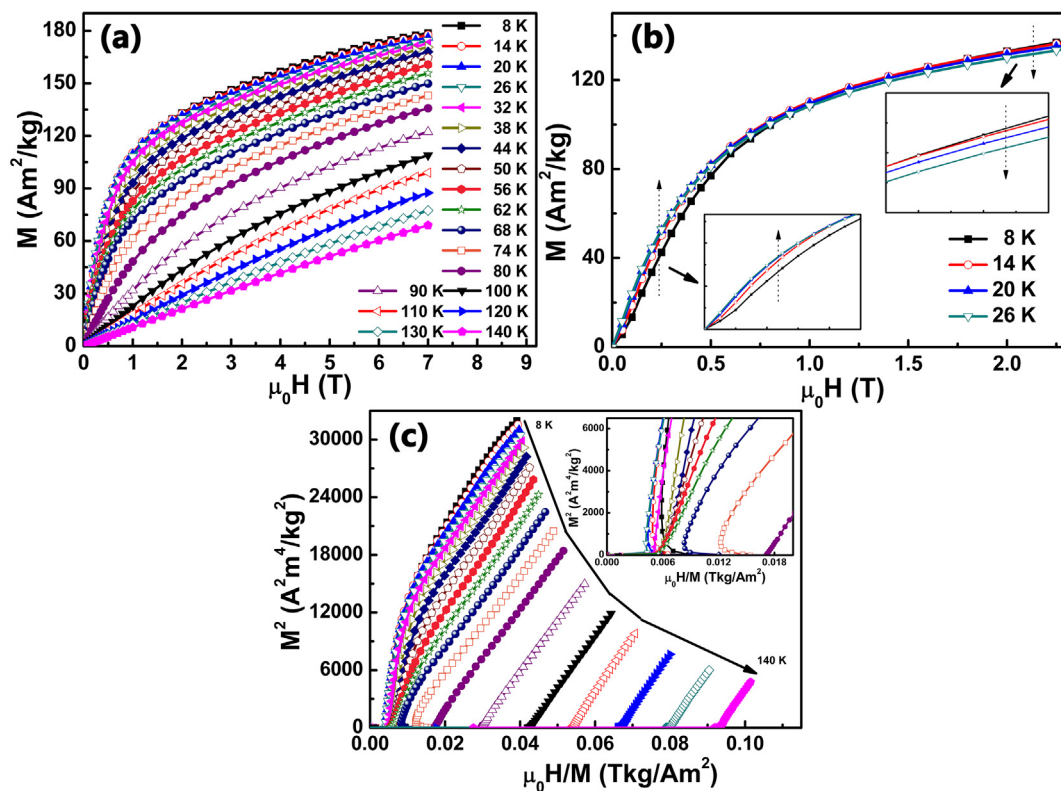 (a)
M (Am²/kg)
180
150
120
90
60
30
0
0 1 2 3 4 5 6 7 8 9
μ₀H (T)
8 K
14 K
20 K
26 K
32 K
38 K
44 K
50 K
56 K
62 K
68 K
74 K
80 K
90 K 100 K
110 K 120 K
130 K 140 K
(b)
M (Am²/kg)
120
80
40
0
0.0 0.5 1.0 1.5 2.0
μ₀H (T)
8 K
14 K
20 K
26 K
(c)
M² (A²m⁴/kg²)
30000
24000
18000
12000
6000
0
0.00 0.02 0.04 0.06 0.08 0.10
μ₀H/M (Tkg/Am²)
8 K
140 K
M² (A²m⁴/kg²)
6000
4000
2000
0
0.000 0.006 0.012 0.018
μ₀H/M (Tkg/Am²)